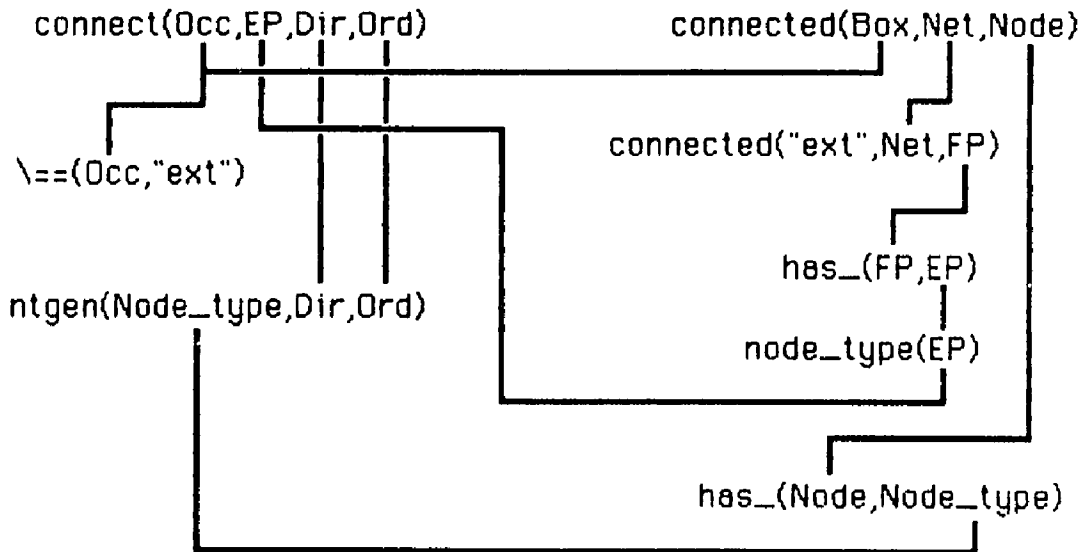 connect(Occ,EP,Dir,Ord)
connected(Box,Net,Node)
\==(Occ,"ext")
connected("ext",Net,FP)
has_(FP,EP)
ntgen(Node_type,Dir,Ord)
node_type(EP)
has_(Node,Node_type)